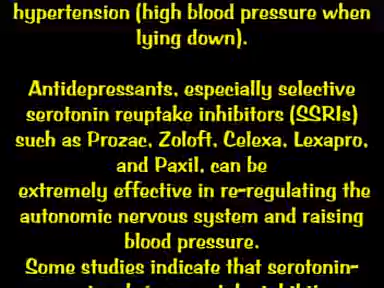 hypertension (high blood pressure when
lying down).
Antidepressants, especially selective
serotonin reuptake inhibitors (SSRIs)
such as Prozac, Zoloft, Celexa, Lexapro,
and Paxil, can be
extremely effective in re-regulating the
autonomic nervous system and raising
blood pressure.
Some studies indicate that serotonin-